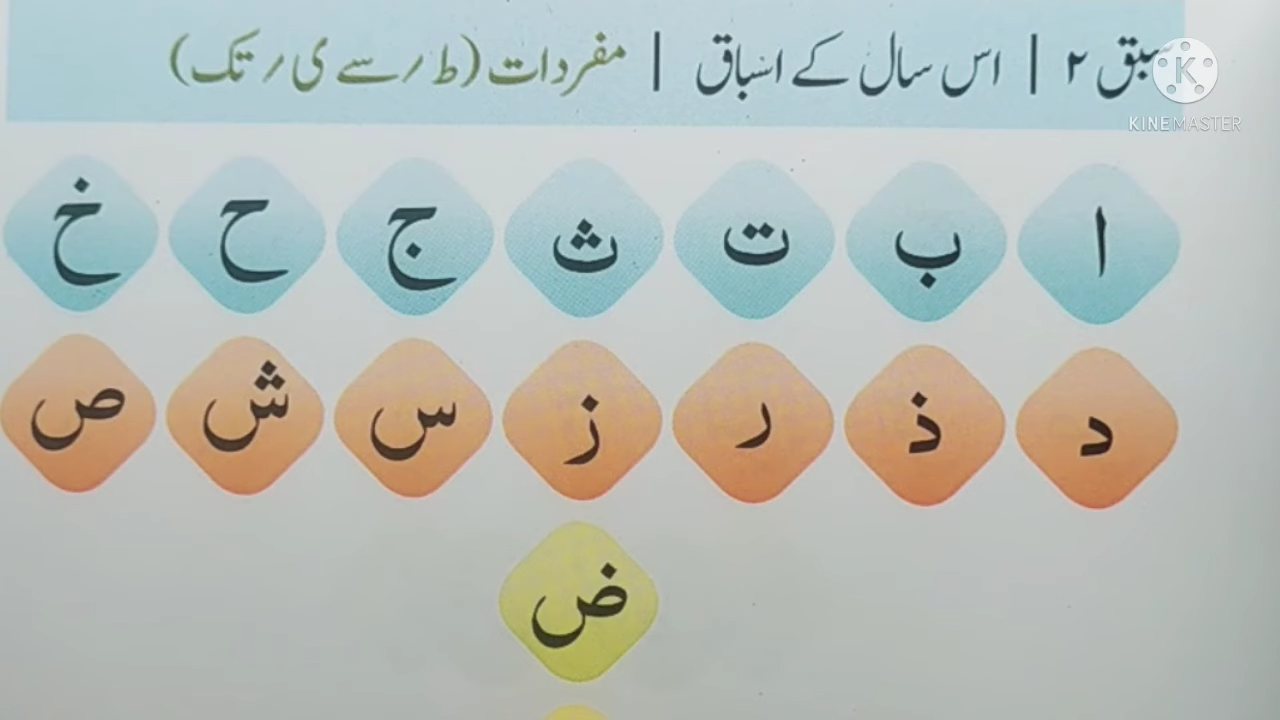 سبق ۲ | اس سال کے اسباق | مفردات (ط؍ سے ی؍ تک)
KINEMASTER
ا ب ت ث ج ح خ
د ذ ر ز س ش ص
ض